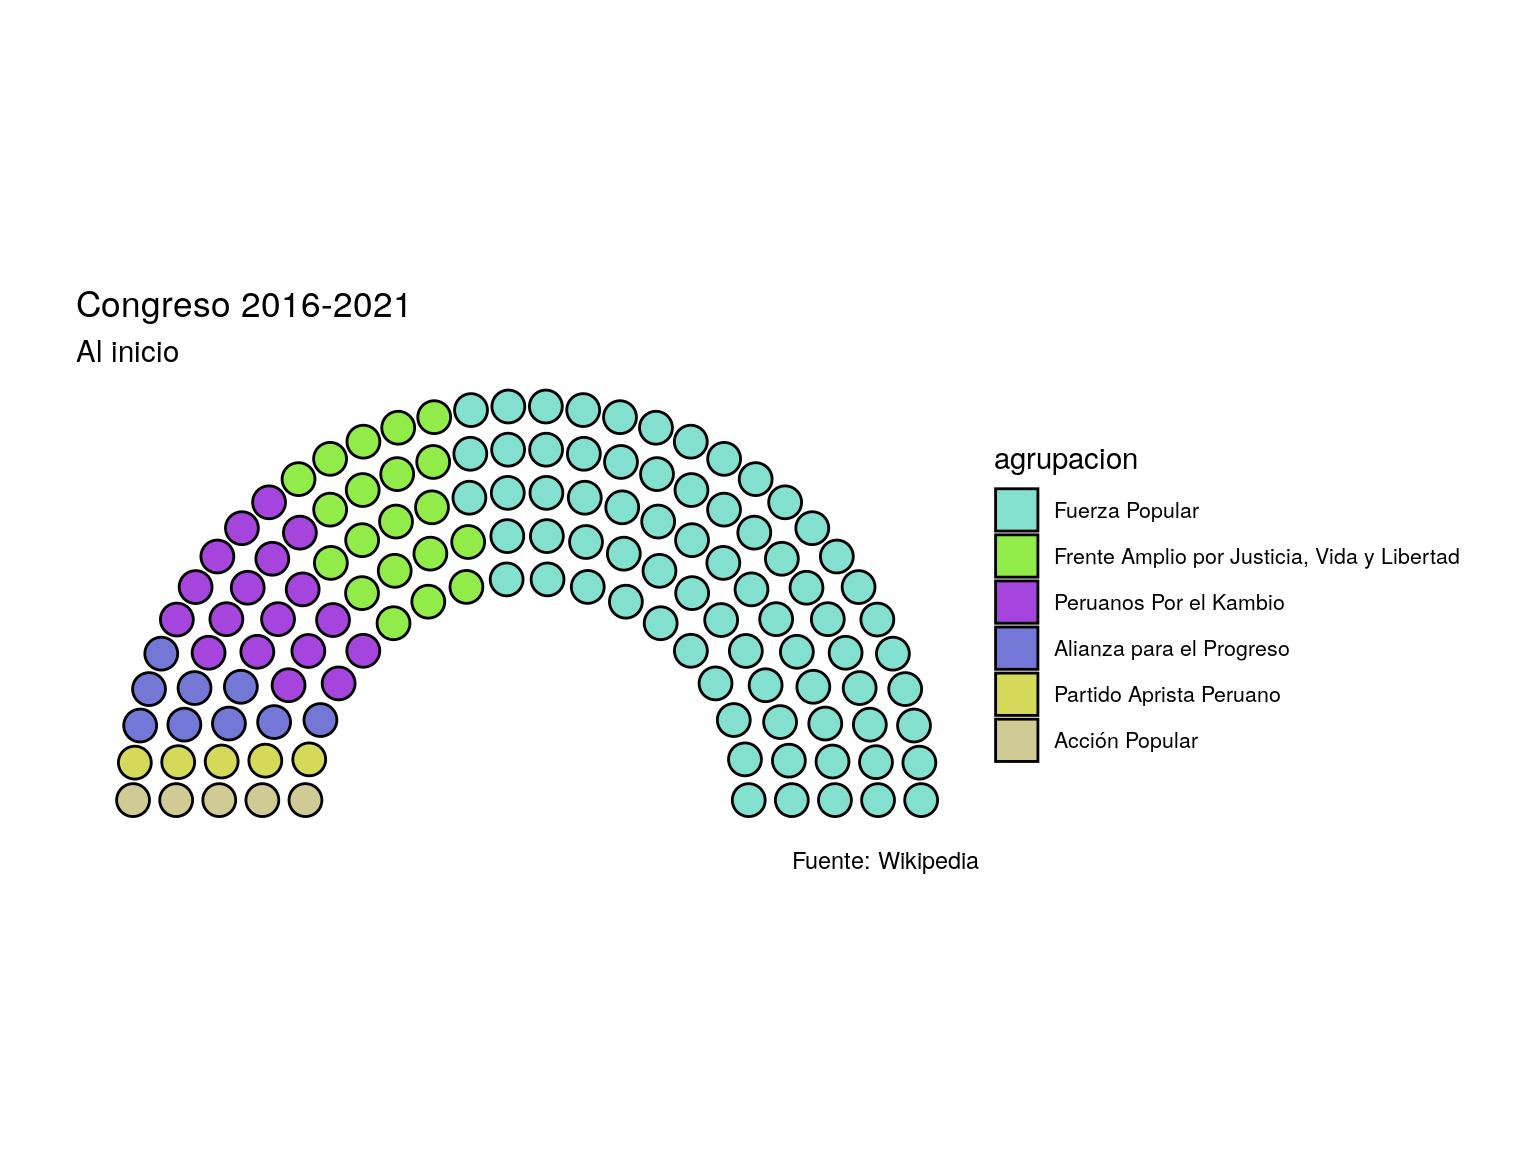 Congreso 2016-2021
Al inicio
agrupacion
Fuerza Popular
Frente Amplio por Justicia, Vida y Libertad
Peruanos Por el Kambio
Alianza para el Progreso
Partido Aprista Peruano
Acción Popular
Fuente: Wikipedia